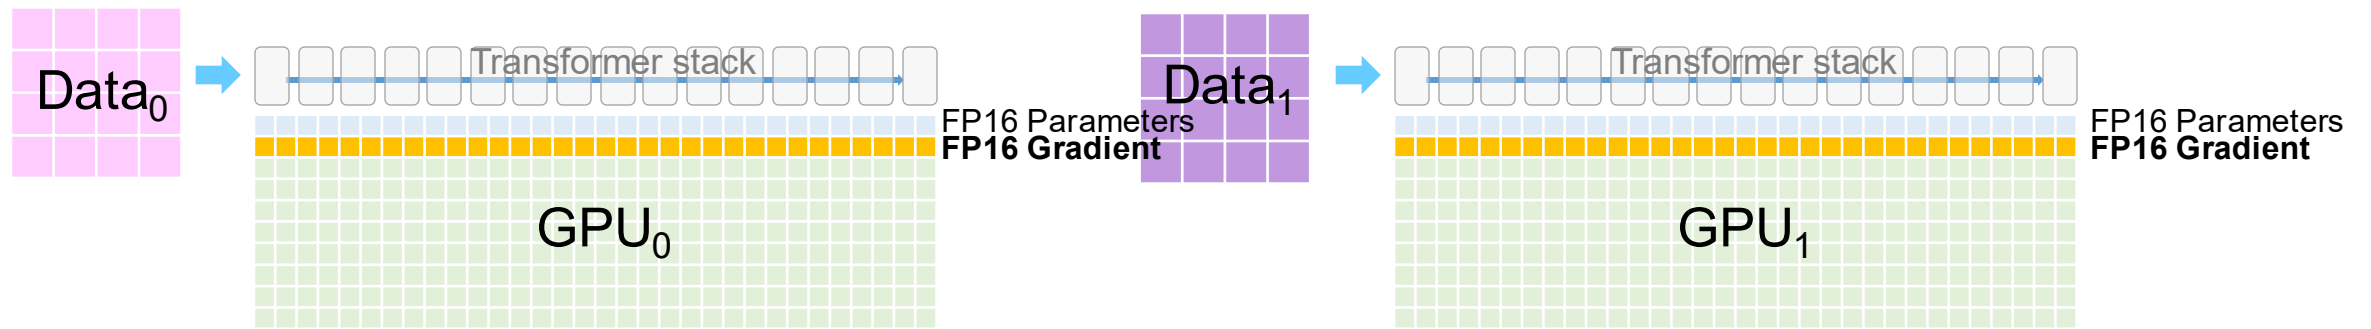 Data0
Transformer stack
FP16 Parameters
FP16 Gradient
GPU0
Data1
Transformer stack
FP16 Parameters
FP16 Gradient
GPU1